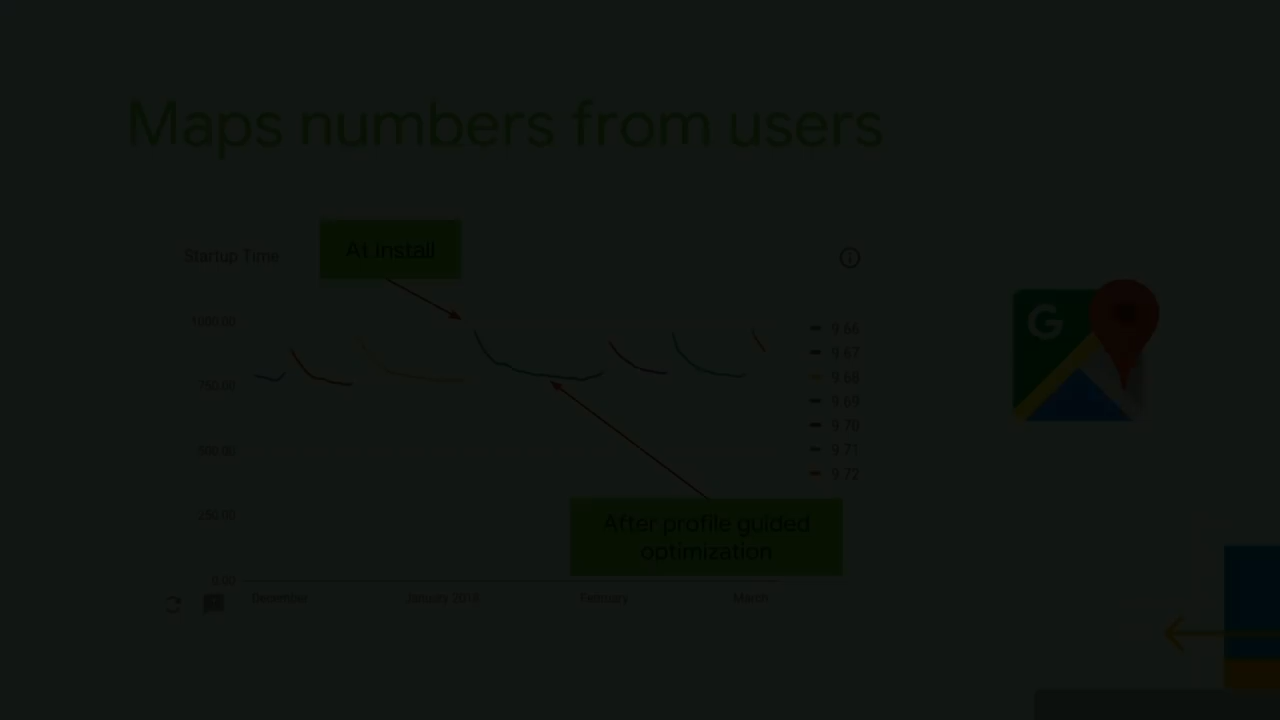 Maps numbers from users
At install
Startup Time
1000.00
750.00
500.00
250.00
0.00
9.66
9.67
9.68
9.69
9.70
9.71
9.72
G
After profile guided
optimization
December
January 2018
February
March